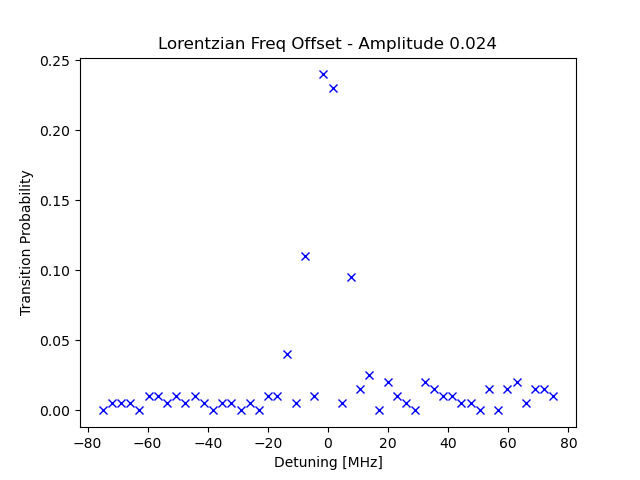 Lorentzian Freq Offset - Amplitude 0.024
Transition Probability
0.25
0.20
0.15
0.10
0.05
0.00
−80 −60 −40 −20 0 20 40 60 80
Detuning [MHz]